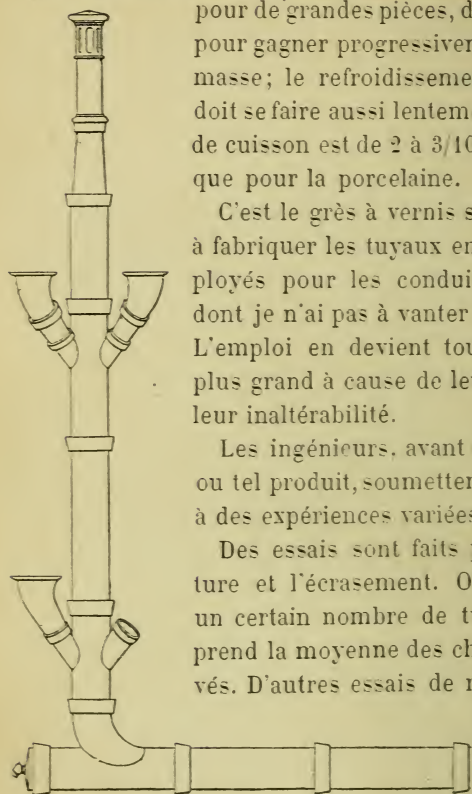 pour de grandes pièces, d
pour gagner progressiver
masse; le refroidisseme
doit se faire aussi lentem
de cuisson est de 2 à 3/10
que pour la porcelaine.
C'est le grès à vernis s
à fabriquer les tuyaux en
ployés pour les condui
dont je n'ai pas à vanter
L'emploi en devient tou
plus grand à cause de le
leur inaltérabilité.
Les ingénieurs, avant
ou tel produit, soumetter
à des expériences variées
Des essais sont faits
ture et l'écrasement. O
un certain nombre de t
prend la moyenne des ch
vés. D'autres essais de r